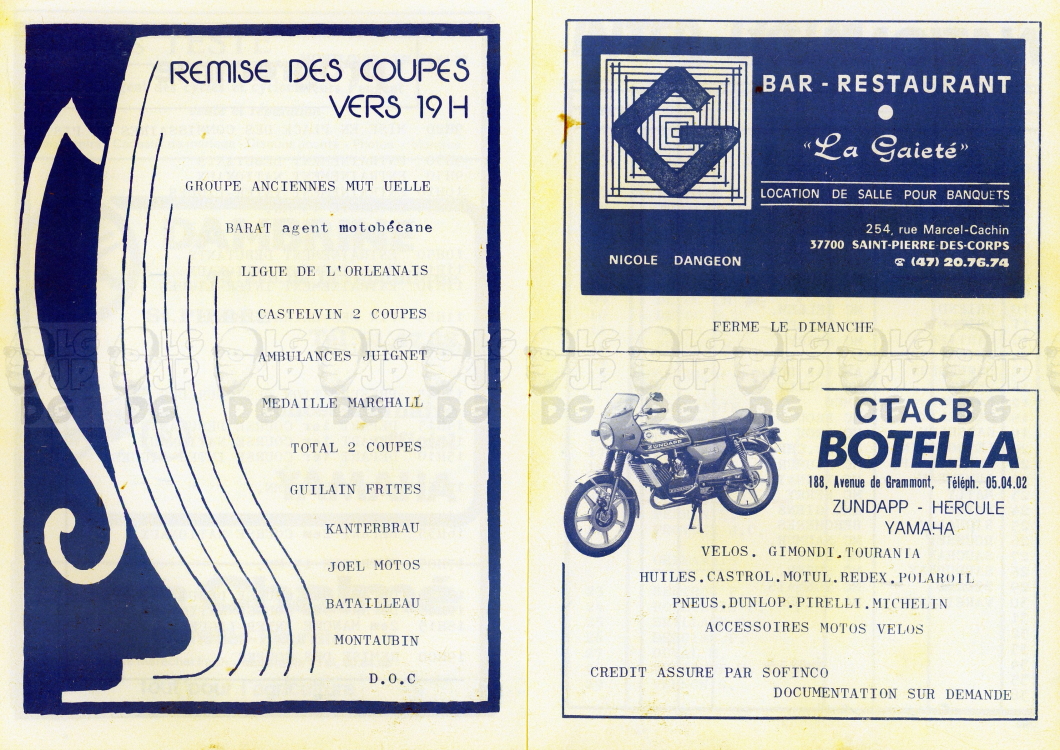 REMISE DES COUPES
VERS 19H
GROUPE ANCIENNES MUT UELLE
BARAT agent motobécane
LIGUE DE L'ORLEANAIS
CASTELVIN 2 COUPES
AMBULANCES JUIGNET
MEDAILLE MARCHALL
TOTAL 2 COUPES
GUILAIN FRITES
KANTERBRAU
JOEL MOTOS
BATAILLEAU
MONTAUBIN
D.O.C
G
BAR - RESTAURANT
"La Gaieté"
LOCATION DE SALLE POUR BANQUETS
254, rue Marcel-Cachin
37700 SAINT-PIERRE-DES-CORPS
☎ (47) 20.76.74
NICOLE DANGEON
FERME LE DIMANCHE
LG JP DG
CTACB
BOTELLA
188, Avenue de Grammont, Téléph. 05.04.02
ZUNDAPP - HERCULE
YAMAHA
ZUNDAPP
VELOS. GIMONDI.TOURANIA
HUILES.CASTROL.MOTUL.REDEX.POLAROIL
PNEUS.DUNLOP.PIRELLI.MICHELIN
ACCESSOIRES MOTOS VELOS
CREDIT ASSURE PAR SOFINCO
DOCUMENTATION SUR DEMANDE